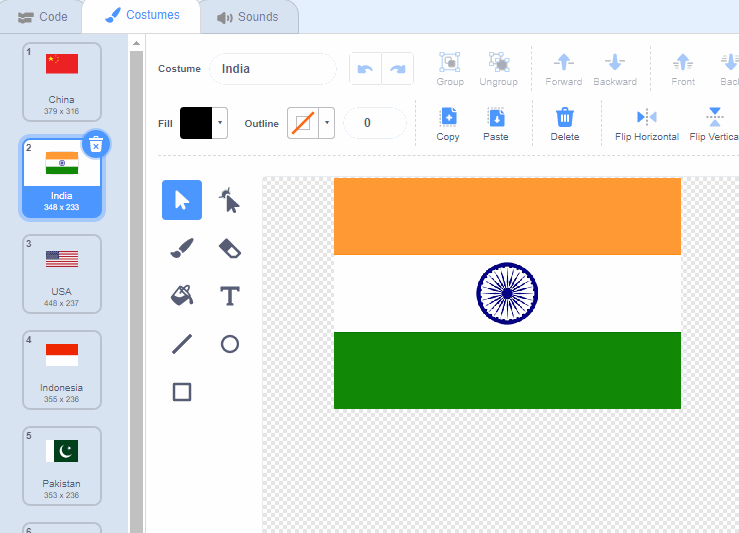 Code
Costumes
Sounds
1
China
379 x 316
2
India
348 x 233
3
USA
448 x 237
4
Indonesia
355 x 236
5
Pakistan
353 x 236
Costume
India
Group
Ungroup
Forward
Backward
Front
Fill
Outline
0
Copy
Paste
Delete
Flip Horizontal
Flip Vertica